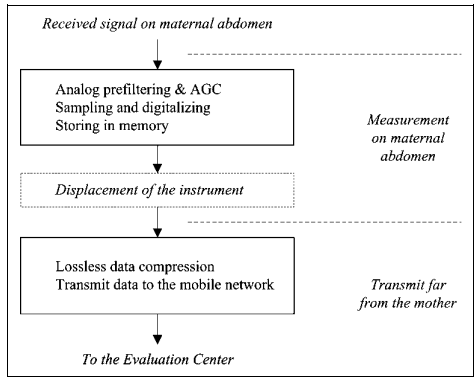 Received signal on maternal abdomen
Analog prefiltering & AGC
Sampling and digitalizing
Storing in memory
Measurement
on maternal
abdomen
Displacement of the instrument
Lossless data compression
Transmit data to the mobile network
Transmit far
from the mother
To the Evaluation Center